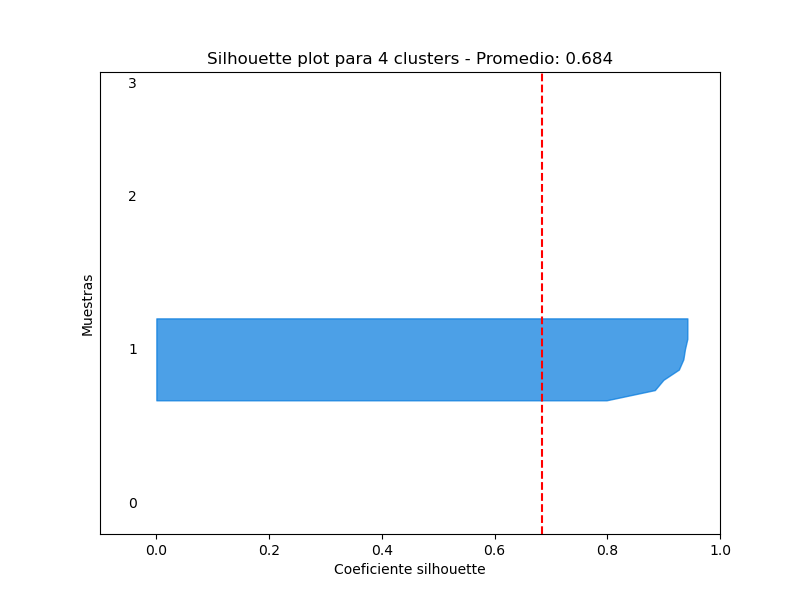 Silhouette plot para 4 clusters - Promedio: 0.684
3
2
1
0
Muestras
0.0 0.2 0.4 0.6 0.8 1.0
Coeficiente silhouette